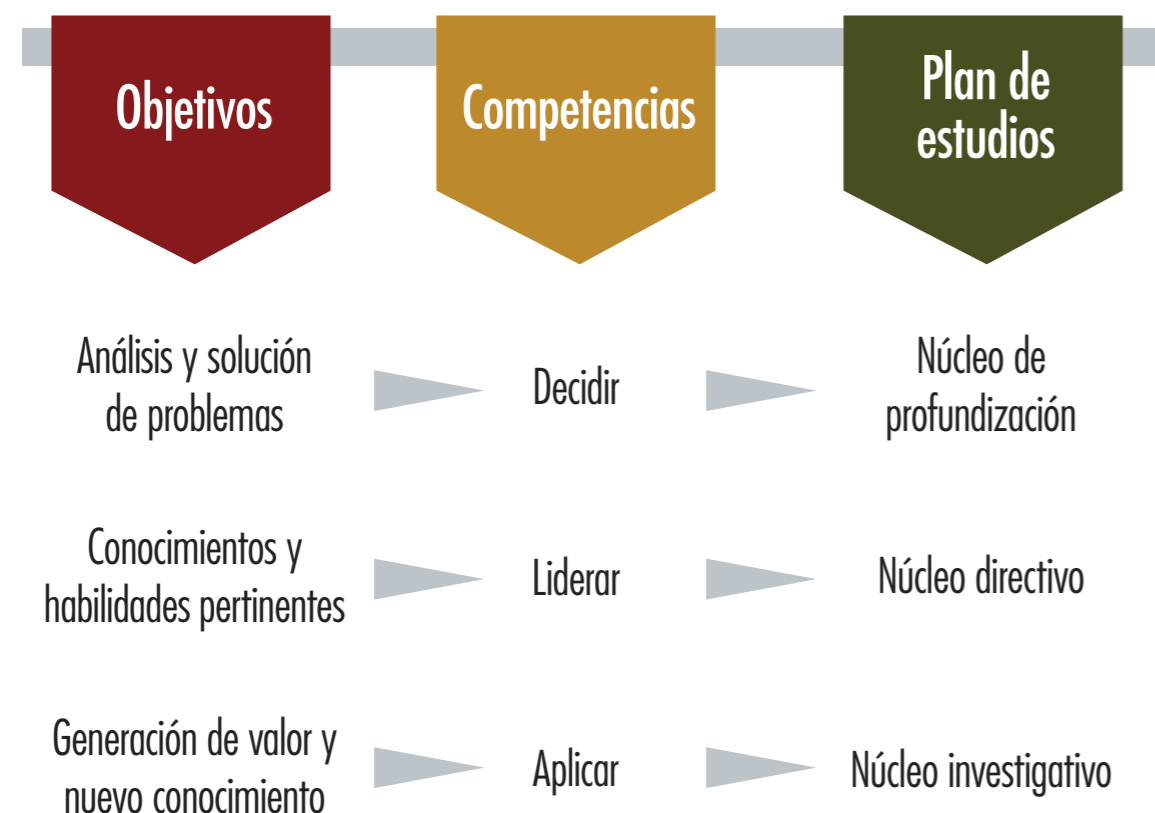 Objetivos
Competencias
Plan de
estudios
Análisis y solución
de problemas
Decidir
Núcleo de
profundización
Conocimientos y
habilidades pertinentes
Liderar
Núcleo directivo
Generación de valor y
nuevo conocimiento
Aplicar
Núcleo investigativo